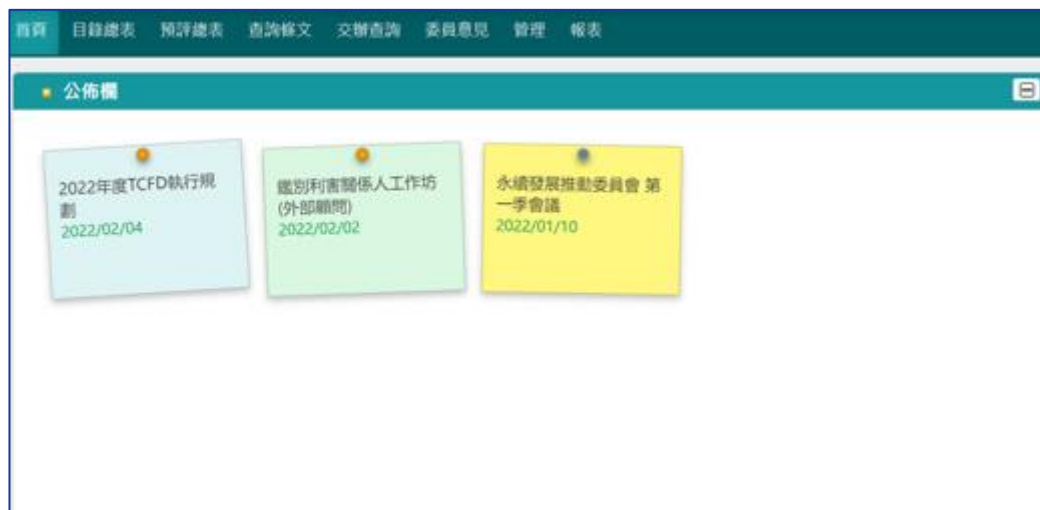 首頁 目錄總表 預評總表 查詢條文 交辦查詢 委員意見 管理 報表
公佈欄
2022年度TCFD執行規
劃
2022/02/04
鑑別利害關係人工作坊
(外部顧問)
2022/02/02
永續發展推動委員會 第
一季會議
2022/01/10